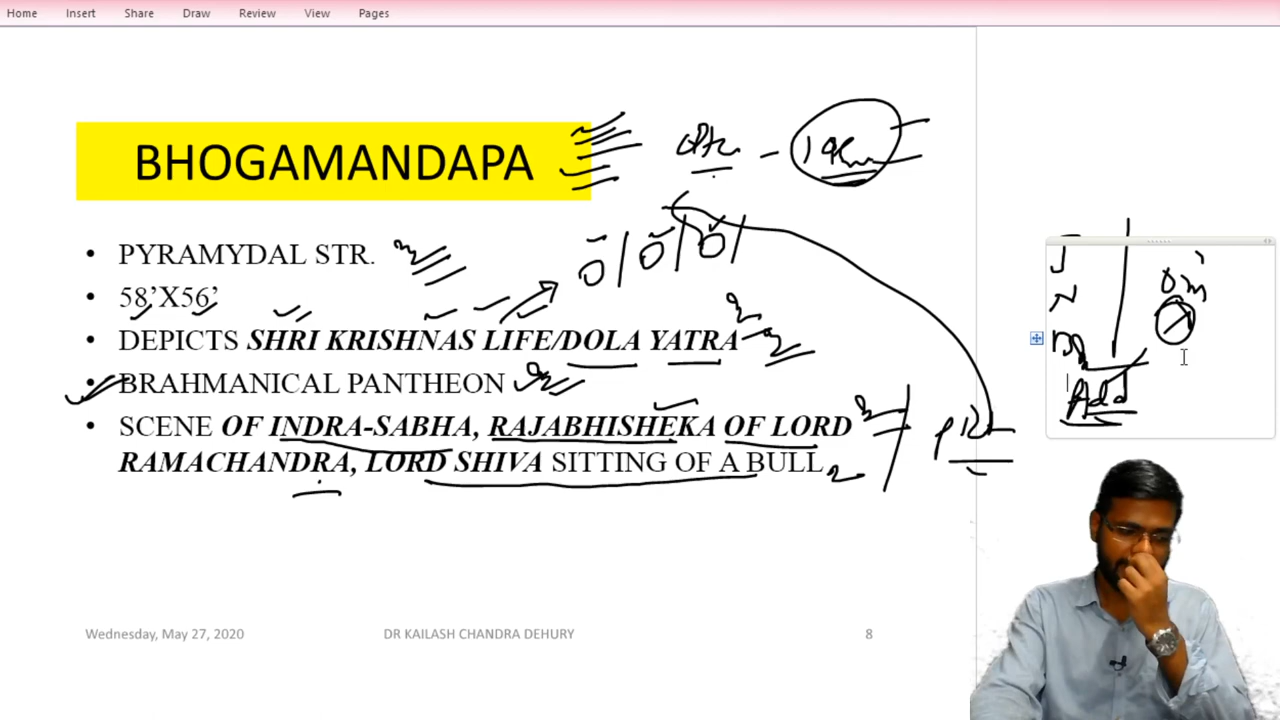 Home Insert Share Draw Review View Pages
BHOGAMANDAPA
• PYRAMYDAL STR.
• 58’X56’
• DEPICTS SHRI KRISHNAS LIFE/DOLA YATRA
• BRAHMANICAL PANTHEON
• SCENE OF INDRA-SABHA, RAJABHISHEKA OF LORD
RAMACHANDRA, LORD SHIVA SITTING OF A BULL
Add
Wednesday, May 27, 2020 DR KAILASH CHANDRA DEHURY 8